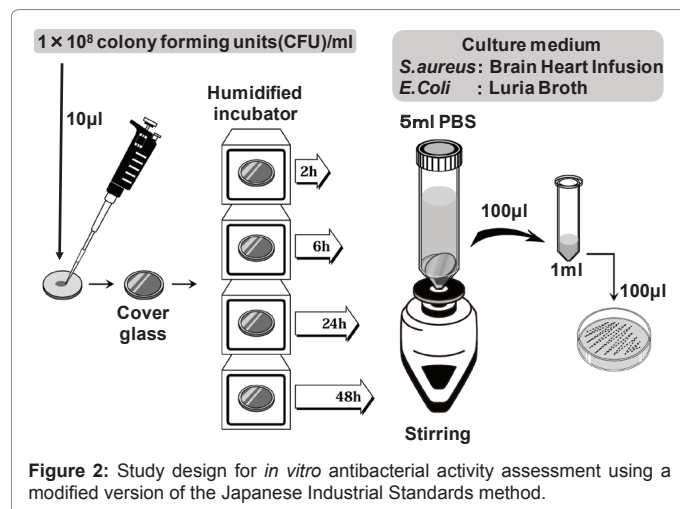 1 × 10⁸ colony forming units(CFU)/ml
Culture medium
S.aureus: Brain Heart Infusion
E.Coli : Luria Broth
10µl
Humidified
incubator
5ml PBS
2h
100µl
6h
1ml
100µl
Cover
glass
24h
48h
Stirring
Figure 2: Study design for in vitro antibacterial activity assessment using a
modified version of the Japanese Industrial Standards method.